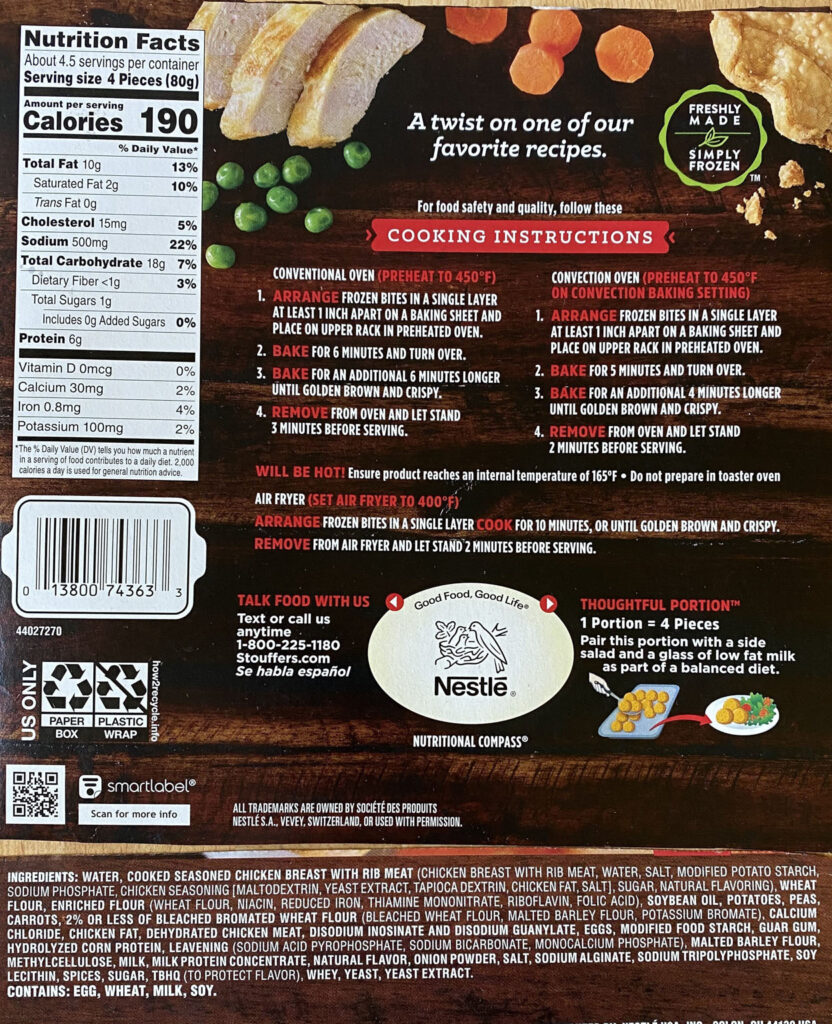 Nutrition Facts
About 4.5 servings per container
Serving size 4 Pieces (80g)
Amount per serving
Calories 190
% Daily Value*
Total Fat 10g 13%
Saturated Fat 2g 10%
Trans Fat 0g
Cholesterol 15mg 5%
Sodium 500mg 22%
Total Carbohydrate 18g 7%
Dietary Fiber <1g 3%
Total Sugars 1g
Includes 0g Added Sugars 0%
Protein 6g
Vitamin D 0mcg 0%
Calcium 30mg 2%
Iron 0.8mg 4%
Potassium 100mg 2%
*The % Daily Value (DV) tells you how much a nutrient
in a serving of food contributes to a daily diet. 2,000
calories a day is used for general nutrition advice.
0 13800 74363 3
44027270
US ONLY
PAPER
BOX
PLASTIC
WRAP
how2recycle.info
smartlabel®
Scan for more info
A twist on one of our
favorite recipes.
FRESHLY
MADE
SIMPLY
FROZEN
TM
For food safety and quality, follow these
COOKING INSTRUCTIONS
CONVENTIONAL OVEN (PREHEAT TO 450°F)
1. ARRANGE FROZEN BITES IN A SINGLE LAYER
AT LEAST 1 INCH APART ON A BAKING SHEET AND
PLACE ON UPPER RACK IN PREHEATED OVEN.
2. BAKE FOR 6 MINUTES AND TURN OVER.
3. BAKE FOR AN ADDITIONAL 6 MINUTES LONGER
UNTIL GOLDEN BROWN AND CRISPY.
4. REMOVE FROM OVEN AND LET STAND
3 MINUTES BEFORE SERVING.
CONVECTION OVEN (PREHEAT TO 450°F
ON CONVECTION BAKING SETTING)
1. ARRANGE FROZEN BITES IN A SINGLE LAYER
AT LEAST 1 INCH APART ON A BAKING SHEET AND
PLACE ON UPPER RACK IN PREHEATED OVEN.
2. BAKE FOR 5 MINUTES AND TURN OVER.
3. BAKE FOR AN ADDITIONAL 4 MINUTES LONGER
UNTIL GOLDEN BROWN AND CRISPY.
4. REMOVE FROM OVEN AND LET STAND
2 MINUTES BEFORE SERVING.
WILL BE HOT! Ensure product reaches an internal temperature of 165°F • Do not prepare in toaster oven
AIR FRYER (SET AIR FRYER TO 400°F)
ARRANGE FROZEN BITES IN A SINGLE LAYER COOK FOR 10 MINUTES, OR UNTIL GOLDEN BROWN AND CRISPY.
REMOVE FROM AIR FRYER AND LET STAND 2 MINUTES BEFORE SERVING.
TALK FOOD WITH US
Text or call us
anytime
1-800-225-1180
Stouffers.com
Se habla español
Good Food, Good Life®
Nestlé®
NUTRITIONAL COMPASS®
THOUGHTFUL PORTION™
1 Portion = 4 Pieces
Pair this portion with a side
salad and a glass of low fat milk
as part of a balanced diet.
ALL TRADEMARKS ARE OWNED BY SOCIÉTÉ DES PRODUITS
NESTLÉ S.A., VEVEY, SWITZERLAND, OR USED WITH PERMISSION.
INGREDIENTS: WATER, COOKED SEASONED CHICKEN BREAST WITH RIB MEAT (CHICKEN BREAST WITH RIB MEAT, WATER, SALT, MODIFIED POTATO STARCH,
SODIUM PHOSPHATE, CHICKEN SEASONING [MALTODEXTRIN, YEAST EXTRACT, TAPIOCA DEXTRIN, CHICKEN FAT, SALT], SUGAR, NATURAL FLAVORING), WHEAT
FLOUR, ENRICHED FLOUR (WHEAT FLOUR, NIACIN, REDUCED IRON, THIAMINE MONONITRATE, RIBOFLAVIN, FOLIC ACID), SOYBEAN OIL, POTATOES, PEAS,
CARROTS, 2% OR LESS OF BLEACHED BROMATED WHEAT FLOUR (BLEACHED WHEAT FLOUR, MALTED BARLEY FLOUR, POTASSIUM BROMATE), CALCIUM
CHLORIDE, CHICKEN FAT, DEHYDRATED CHICKEN MEAT, DISODIUM INOSINATE AND DISODIUM GUANYLATE, EGGS, MODIFIED FOOD STARCH, GUAR GUM,
HYDROLYZED CORN PROTEIN, LEAVENING (SODIUM ACID PYROPHOSPHATE, SODIUM BICARBONATE, MONOCALCIUM PHOSPHATE), MALTED BARLEY FLOUR,
METHYLCELLULOSE, MILK, MILK PROTEIN CONCENTRATE, NATURAL FLAVOR, ONION POWDER, SALT, SODIUM ALGINATE, SODIUM TRIPOLYPHOSPHATE, SOY
LECITHIN, SPICES, SUGAR, TBHQ (TO PROTECT FLAVOR), WHEY, YEAST, YEAST EXTRACT.
CONTAINS: EGG, WHEAT, MILK, SOY.